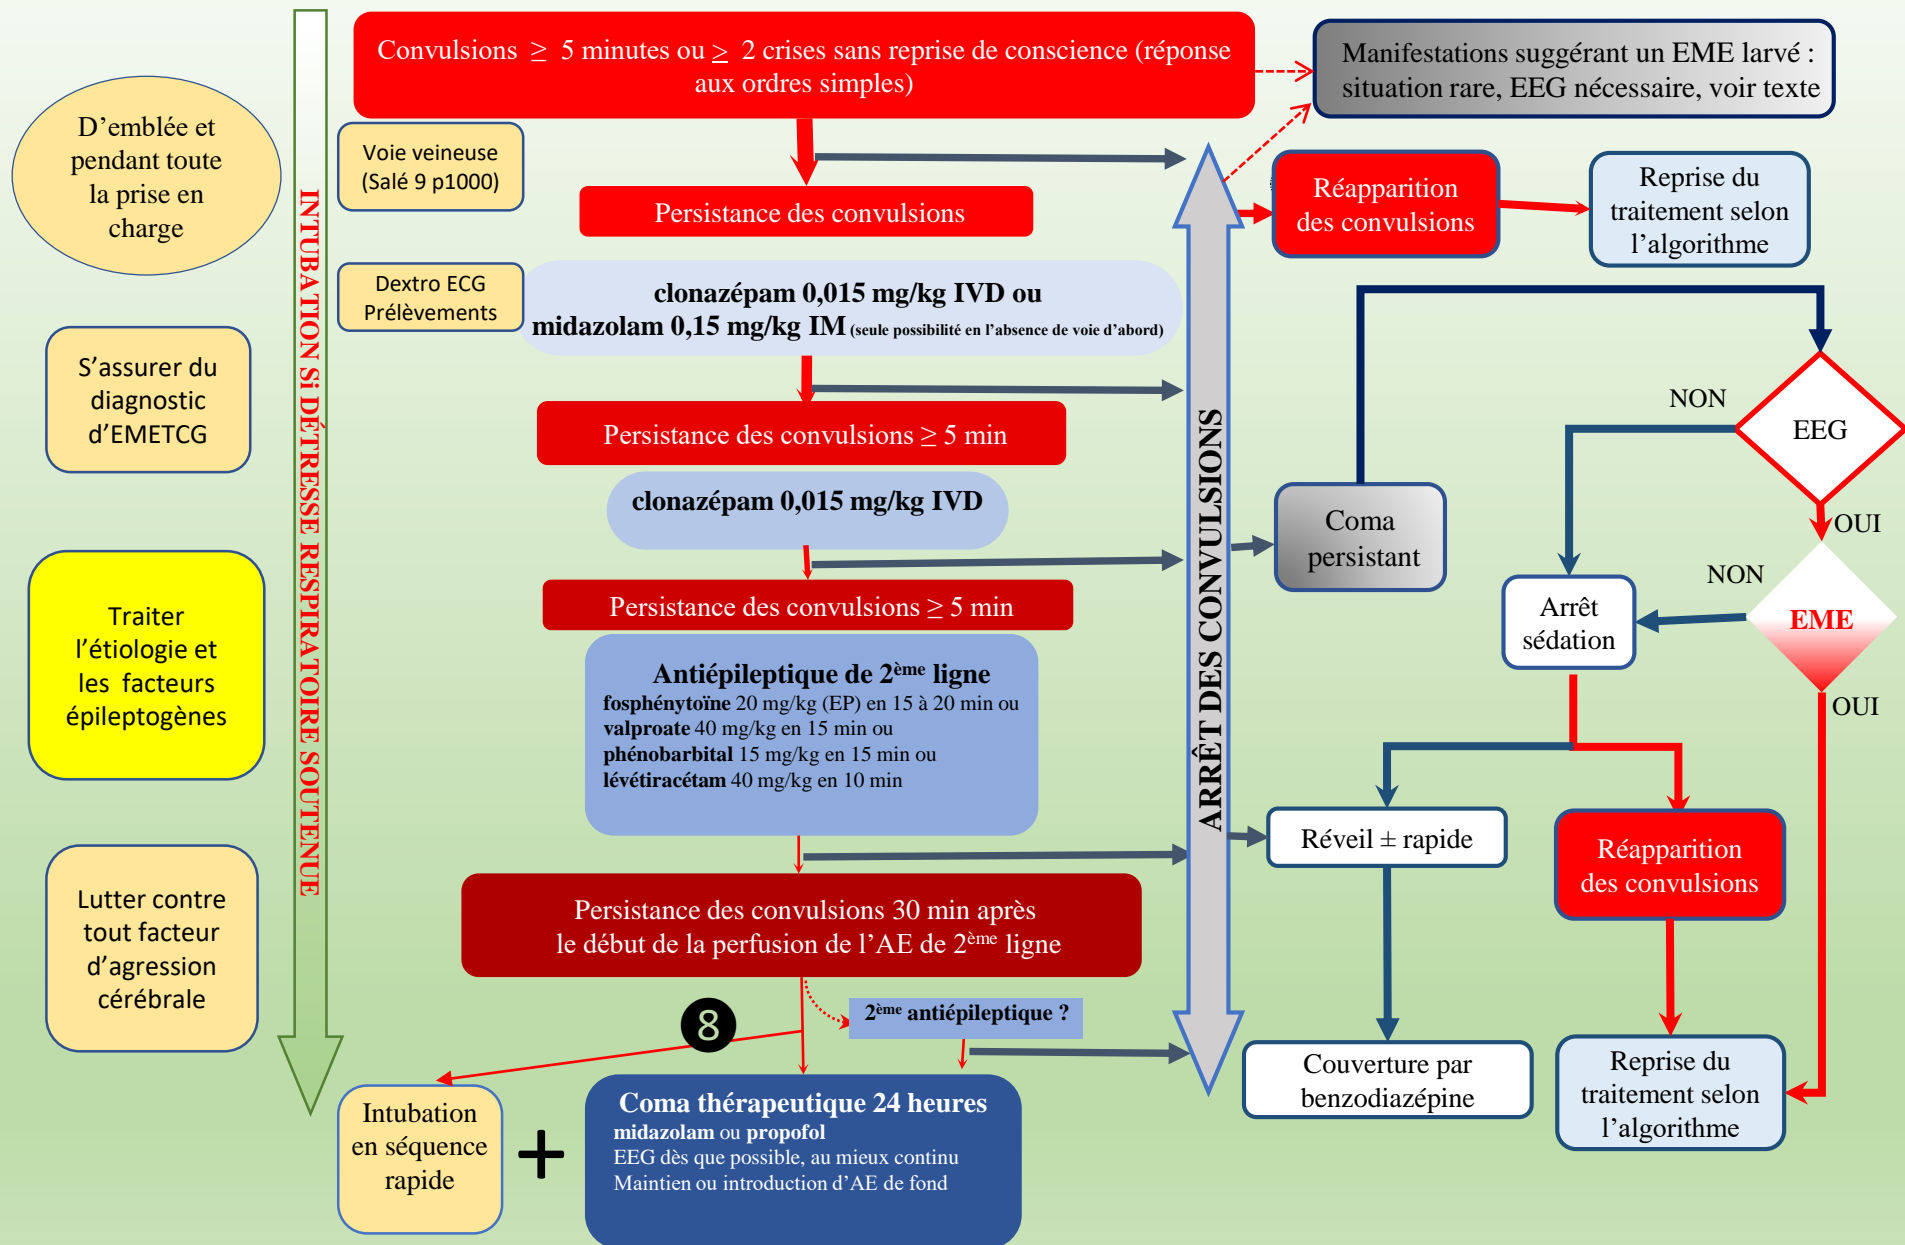 Convulsions ≥ 5 minutes ou ≥ 2 crises sans reprise de conscience (réponse
aux ordres simples)
Manifestations suggérant un EME larvé :
situation rare, EEG nécessaire, voir texte
D’emblée et
pendant toute
la prise en
charge
INTUBATION Si DÉTRESSE RESPIRATOIRE SOUTENUE
Voie veineuse
(Salé 9 p1000)
Persistance des convulsions
Réapparition
des convulsions
Reprise du
traitement selon
l’algorithme
Dextro ECG
Prélèvements
clonazépam 0,015 mg/kg IVD ou
midazolam 0,15 mg/kg IM (seule possibilité en l’absence de voie d’abord)
S’assurer du
diagnostic
d’EMETCG
Persistance des convulsions ≥ 5 min
clonazépam 0,015 mg/kg IVD
ARRÊT DES CONVULSIONS
Coma
persistant
NON
EEG
OUI
NON
EME
OUI
Arrêt
sédation
Traiter
l’étiologie et
les facteurs
épileptogènes
Persistance des convulsions ≥ 5 min
Antiépileptique de 2ème ligne
fosphénytoïne 20 mg/kg (EP) en 15 à 20 min ou
valproate 40 mg/kg en 15 min ou
phénobarbital 15 mg/kg en 15 min ou
lévétiracétam 40 mg/kg en 10 min
Réveil ± rapide
Réapparition
des convulsions
Lutter contre
tout facteur
d’agression
cérébrale
Persistance des convulsions 30 min après
le début de la perfusion de l’AE de 2ème ligne
8
2ème antiépileptique ?
Couverture par
benzodiazépine
Reprise du
traitement selon
l’algorithme
Intubation
en séquence
rapide
+
Coma thérapeutique 24 heures
midazolam ou propofol
EEG dès que possible, au mieux continu
Maintien ou introduction d’AE de fond